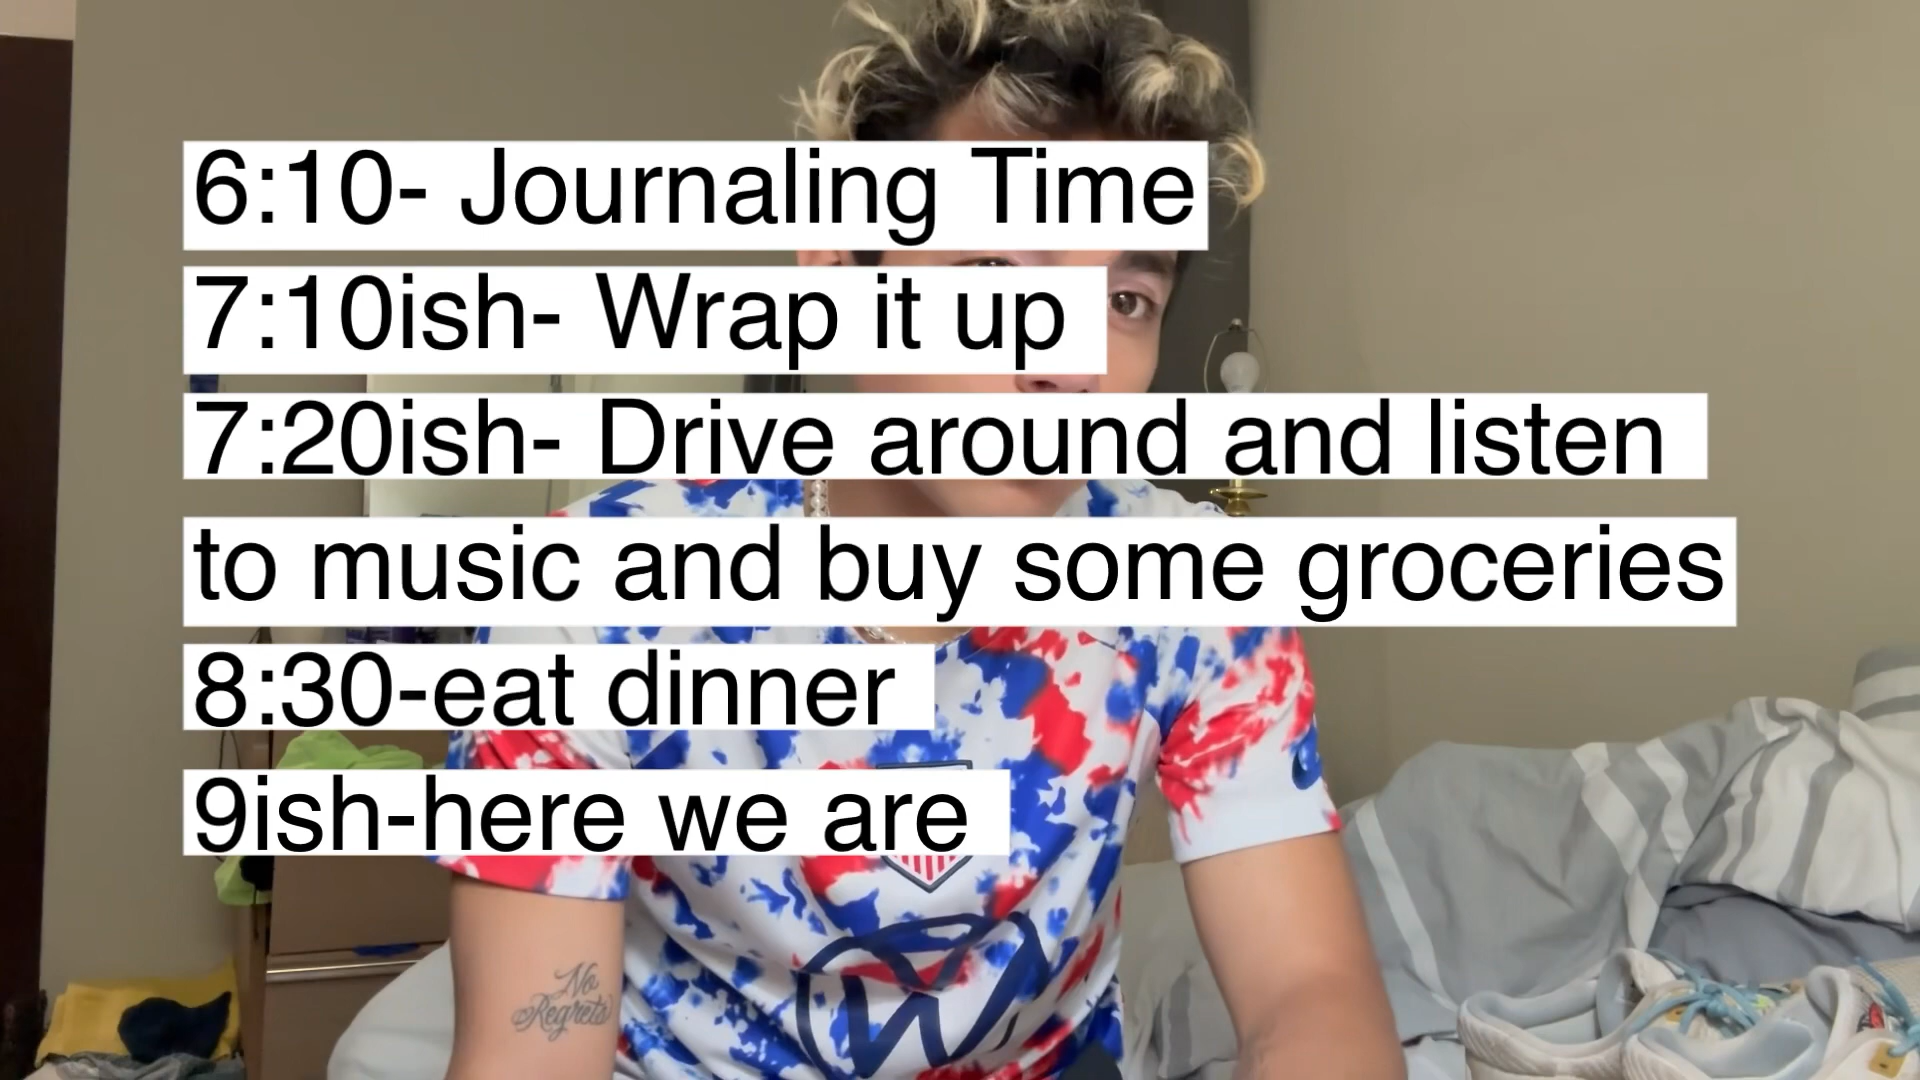 6:10- Journaling Time
7:10ish- Wrap it up
7:20ish- Drive around and listen
to music and buy some groceries
8:30-eat dinner
9ish-here we are
No
Regrets